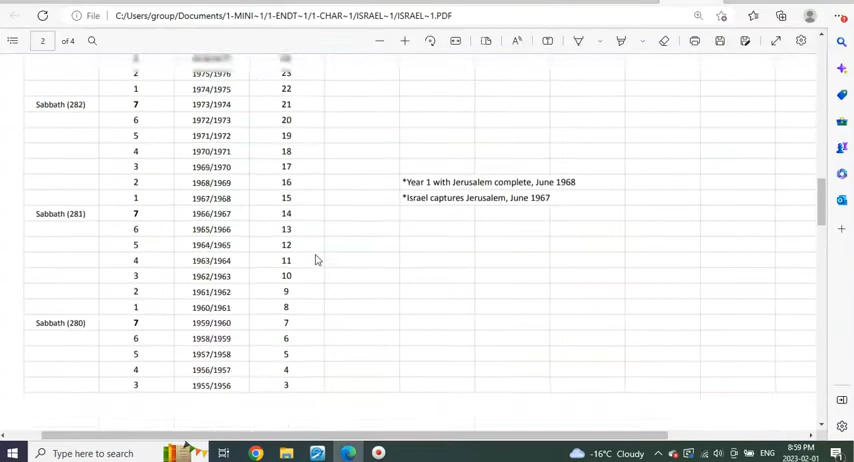 File | C:/Users/group/Documents/1-MINI~1/1-ENDT~1/1-CHAR~1/ISRAEL~1/ISRAEL~1.PDF
2 of 4
2 1975/1976 23
1 1974/1975 22
Sabbath (282) 7 1973/1974 21
6 1972/1973 20
5 1971/1972 19
4 1970/1971 18
3 1969/1970 17
2 1968/1969 16 *Year 1 with Jerusalem complete, June 1968
1 1967/1968 15 *Israel captures Jerusalem, June 1967
Sabbath (281) 7 1966/1967 14
6 1965/1966 13
5 1964/1965 12
4 1963/1964 11
3 1962/1963 10
2 1961/1962 9
1 1960/1961 8
Sabbath (280) 7 1959/1960 7
6 1958/1959 6
5 1957/1958 5
4 1956/1957 4
3 1955/1956 3
Type here to search
-16°C Cloudy
ENG
8:59 PM
2023-02-01